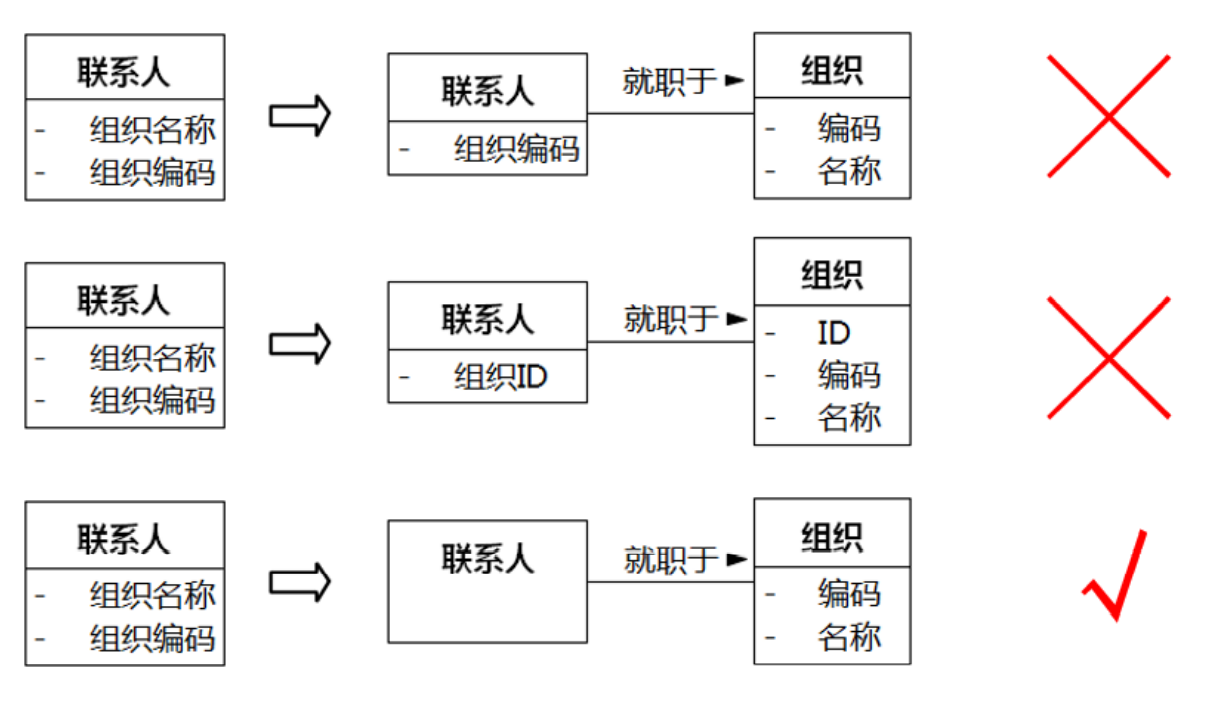 联系人
- 组织名称
- 组织编码
联系人
- 组织编码
就职于
组织
- 编码
- 名称
联系人
- 组织名称
- 组织编码
联系人
- 组织ID
就职于
组织
- ID
- 编码
- 名称
联系人
- 组织名称
- 组织编码
联系人
就职于
组织
- 编码
- 名称